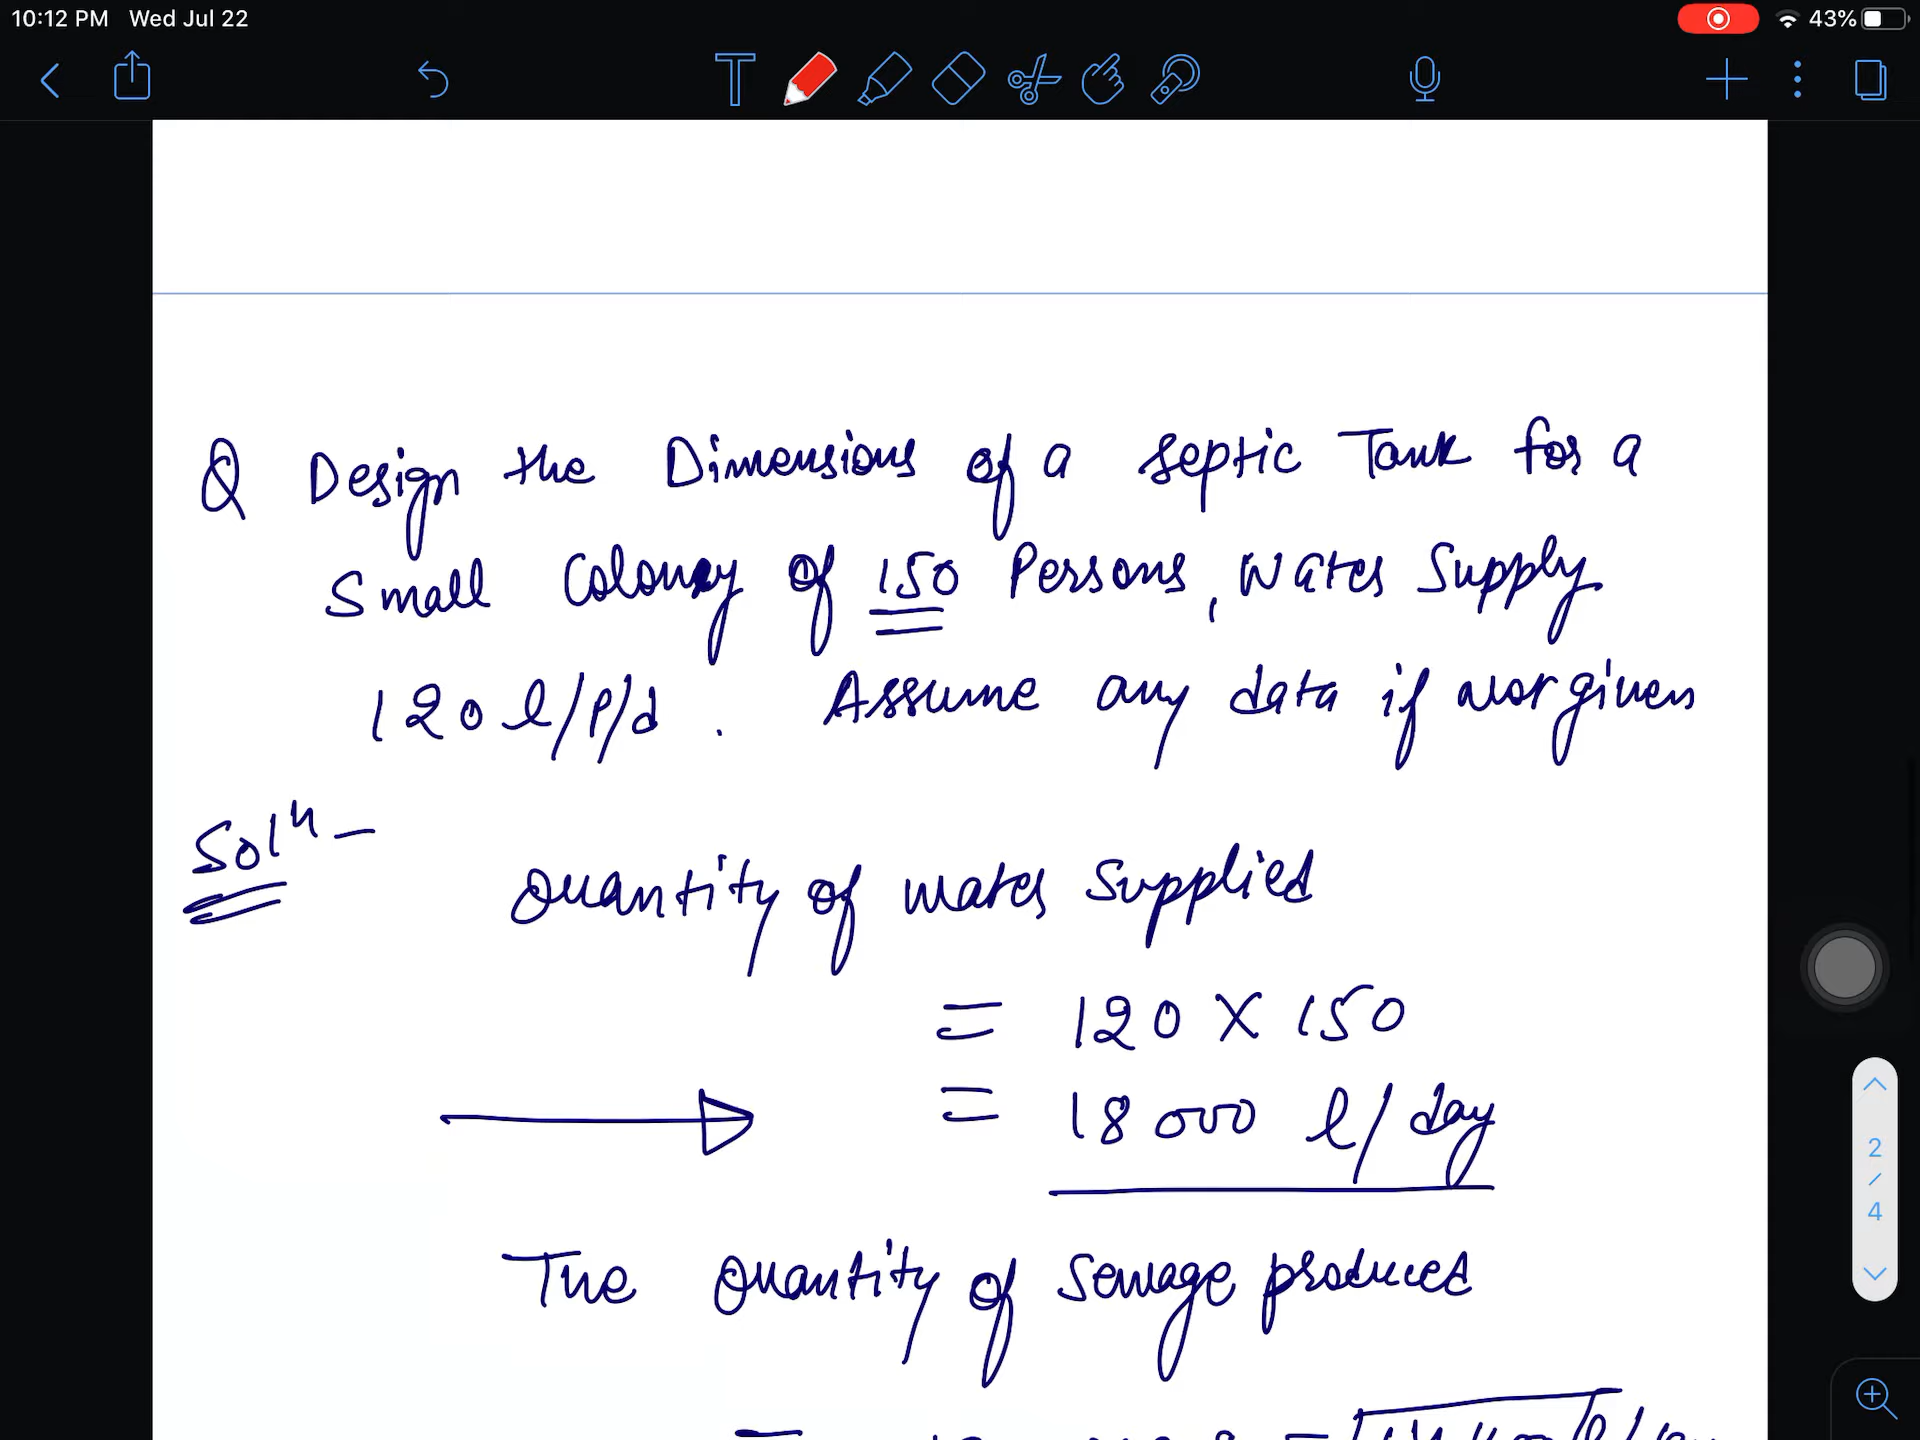 10:12 PM Wed Jul 22
43%
T
Q Design the Dimensions of a Septic Tank for a
Small Colony of 150 Persons, Water Supply
120 l/p/d. Assume any data if not given
Solⁿ —
Quantity of water supplied
= 120 X 150
= 18000 l/day
The Quantity of Sewage produced
2
/
4